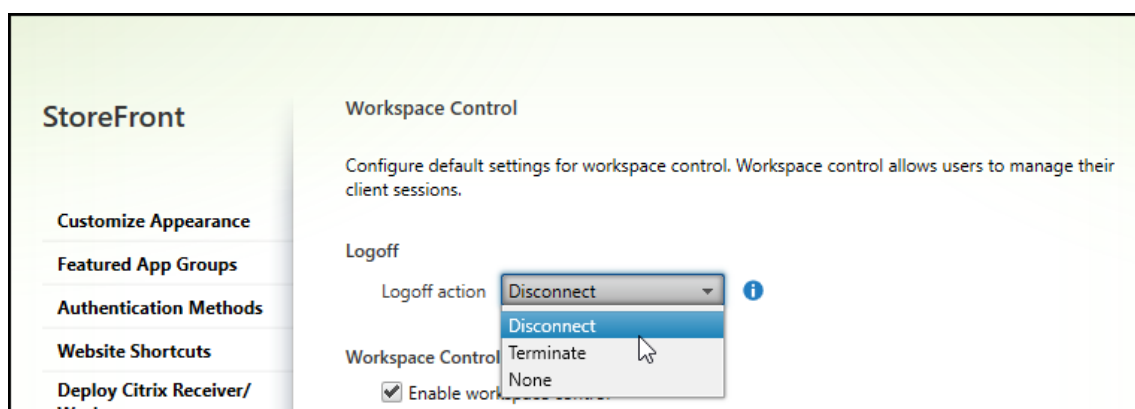 StoreFront
Customize Appearance
Featured App Groups
Authentication Methods
Website Shortcuts
Deploy Citrix Receiver/
Workspace Control
Configure default settings for workspace control. Workspace control allows users to manage their
client sessions.
Logoff
Logoff action Disconnect
Disconnect
Terminate
None
Workspace Control
Enable workspace control